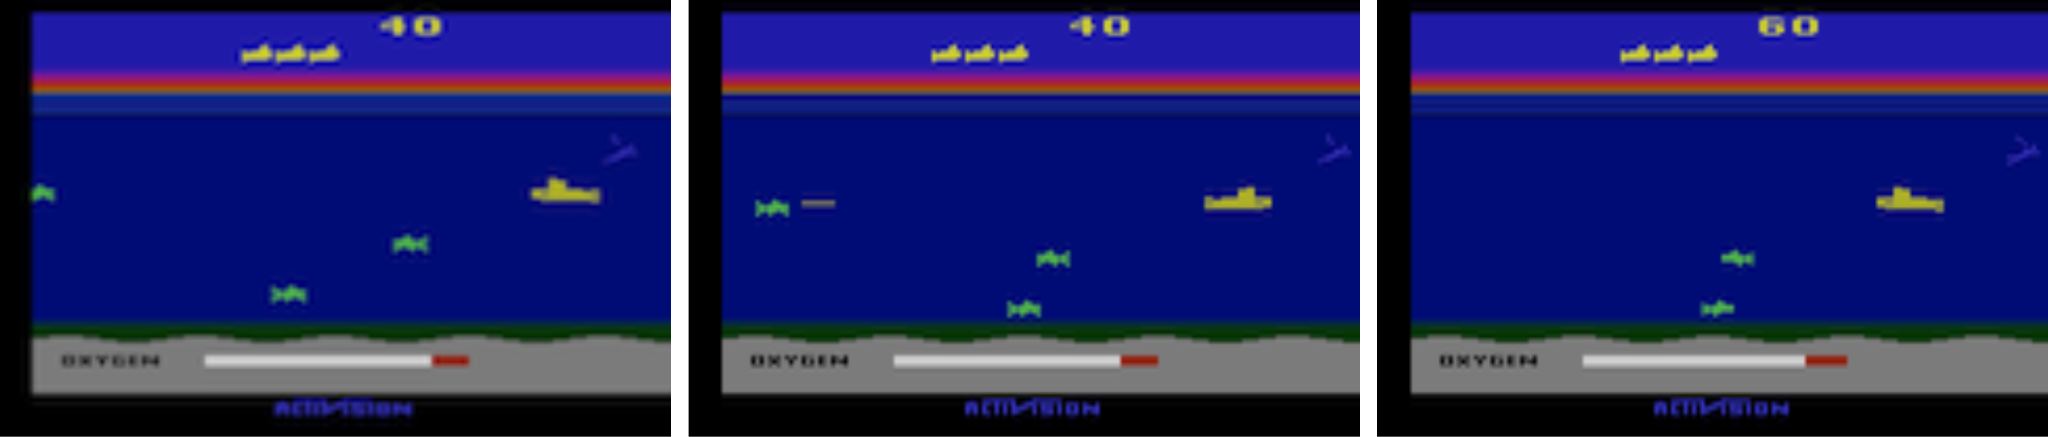 40
OXYGEN
ACTIVISION
40
OXYGEN
ACTIVISION
60
OXYGEN
ACTIVISION